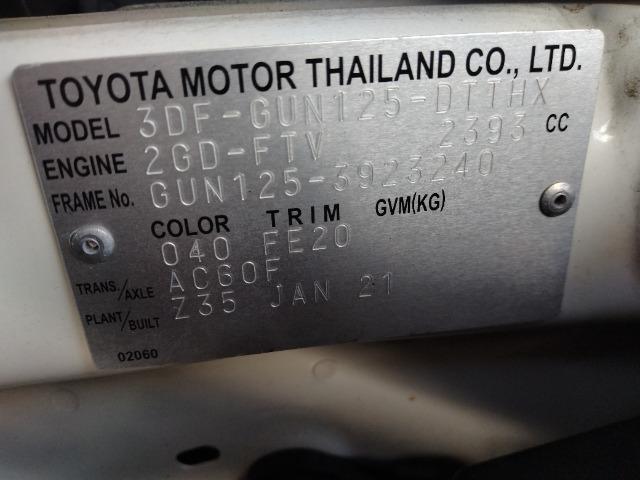 TOYOTA MOTOR THAILAND CO., LTD.
MODEL 3DF-GUN125-DTTHX
ENGINE 2GD-FTV 2393 CC
FRAME No. GUN125-3923240
COLOR TRIM GVM(KG)
040 FE20
TRANS./AXLE AC60F
PLANT/BUILT Z35 JAN 21
02060